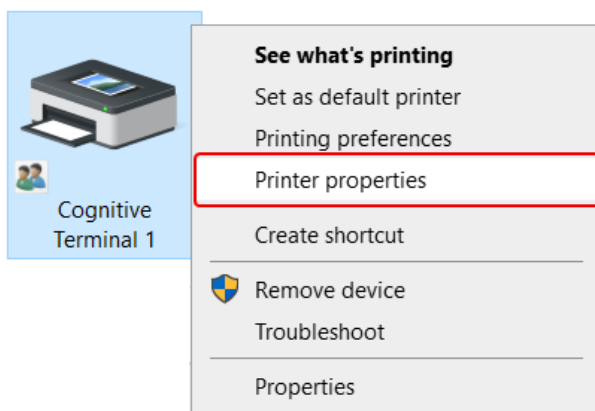 Cognitive
Terminal 1
See what's printing
Set as default printer
Printing preferences
Printer properties
Create shortcut
Remove device
Troubleshoot
Properties